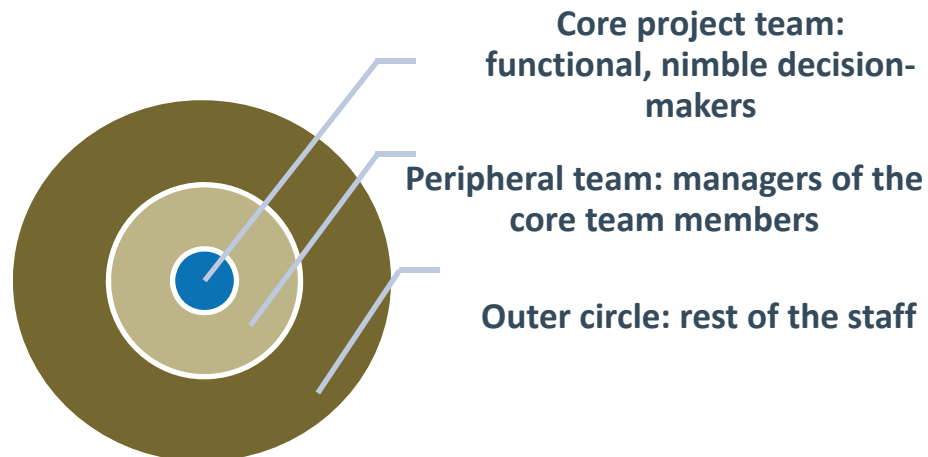 Core project team:
functional, nimble decision-
makers
Peripheral team: managers of the
core team members
Outer circle: rest of the staff